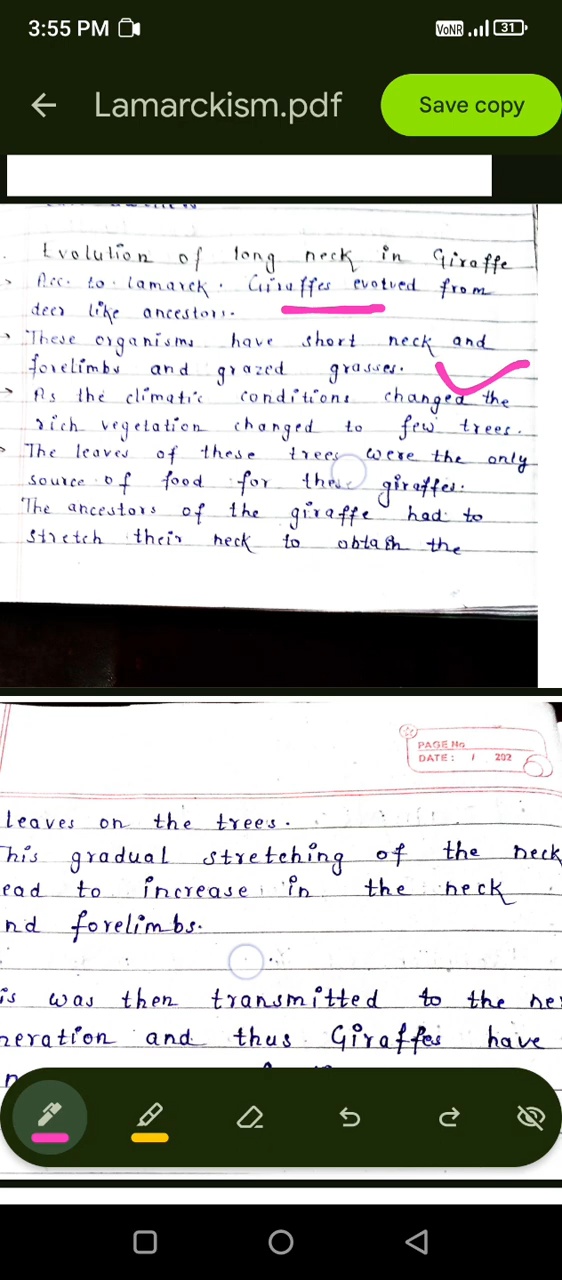 3:55 PM
VoNR 31
Lamarckism.pdf
Save copy
Evolution of long neck in Giraffe
Acc. to Lamarck. Giraffes evolved from
deer like ancestors.
These organisms have short neck and
forelimbs and grazed grasses.
As the climatic conditions changed the
rich vegetation changed to few trees.
The leaves of these trees were the only
source of food for these giraffes.
The ancestors of the giraffe had to
stretch their neck to obtain the
PAGE No
DATE: / 202
leaves on the trees.
This gradual stretching of the neck
ead to increase in the neck
nd forelimbs.
is was then transmitted to the ne
neration and thus Giraffes have